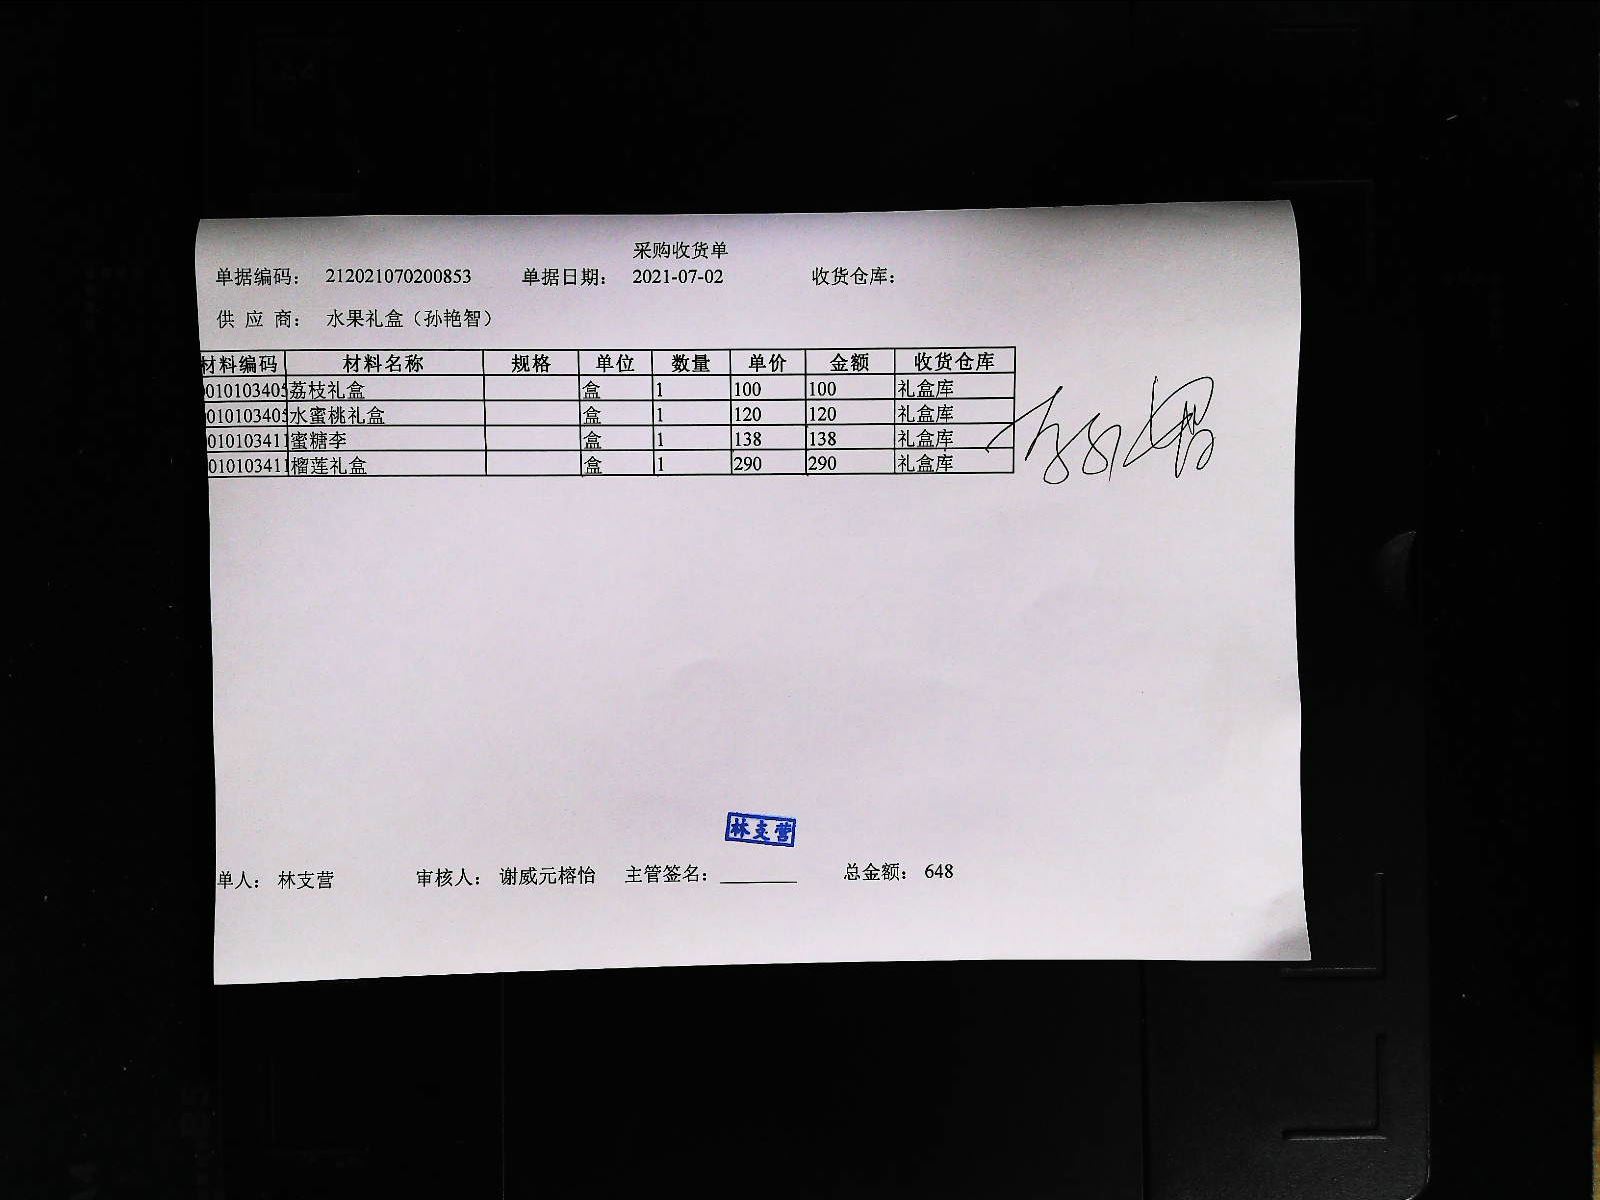 采购收货单
单据编码： 212021070200853 单据日期： 2021-07-02 收货仓库：
供 应 商： 水果礼盒（孙艳智）
材料编码 材料名称 规格 单位 数量 单价 金额 收货仓库
0010103405 荔枝礼盒 盒 1 100 100 礼盒库
0010103405 水蜜桃礼盒 盒 1 120 120 礼盒库
0010103411 蜜糖李 盒 1 138 138 礼盒库
0010103411 榴莲礼盒 盒 1 290 290 礼盒库
林支营
单人： 林支营 审核人： 谢威元榕怡 主管签名： 总金额： 648